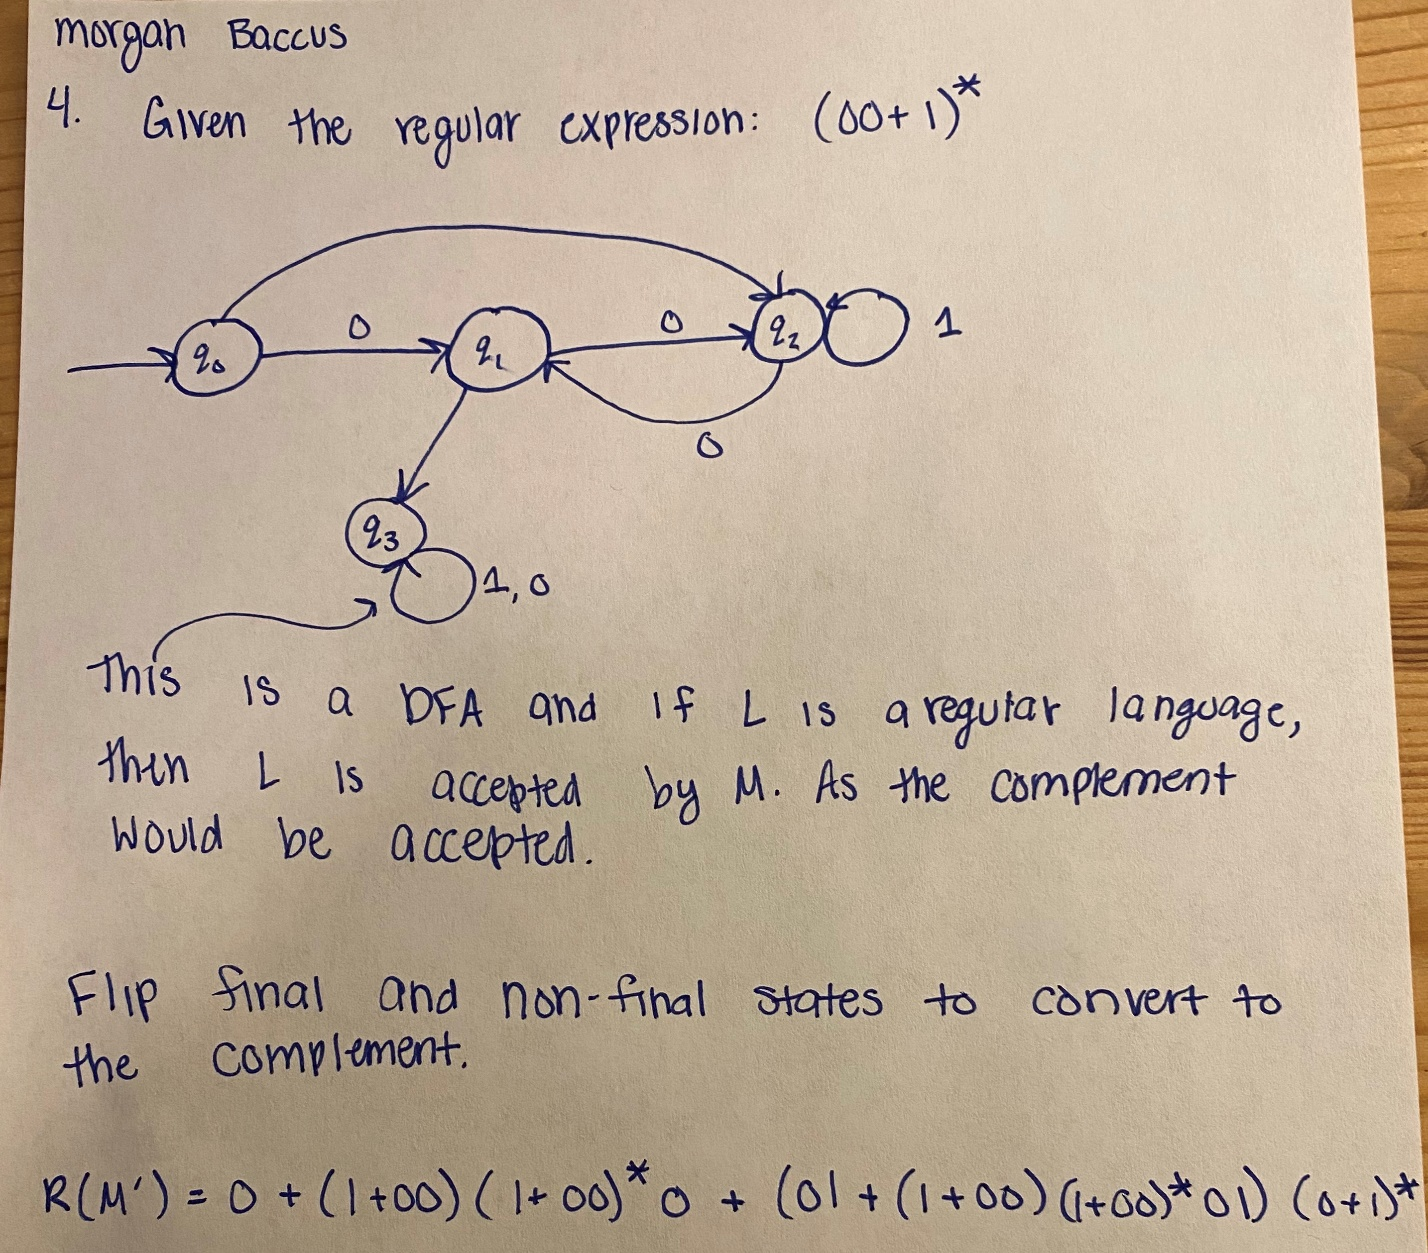 morgan Baccus
4. Given the regular expression: (00+1)*
0
0
q0
q1
q2
1
0
q3
1,0
This is a DFA and if L is a regular language,
then L is accepted by M. As the complement
would be accepted.
Flip final and non-final states to convert to
the complement.
R(M') = 0 + (1+00)(1+00)*0 + (01+(1+00)(1+00)*01)(0+1)*